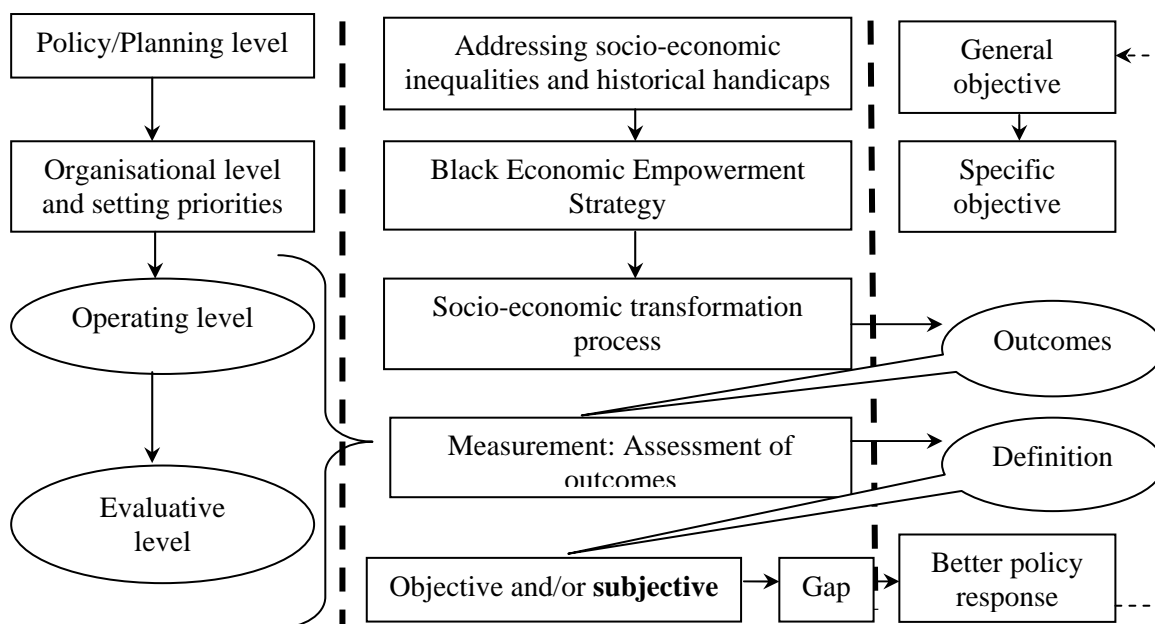 Policy/Planning level
Organisational level
and setting priorities
Operating level
Evaluative
level
Addressing socio-economic
inequalities and historical handicaps
Black Economic Empowerment
Strategy
Socio-economic transformation
process
Measurement: Assessment of
outcomes
Objective and/or subjective
Gap
General
objective
Specific
objective
Outcomes
Definition
Better policy
response